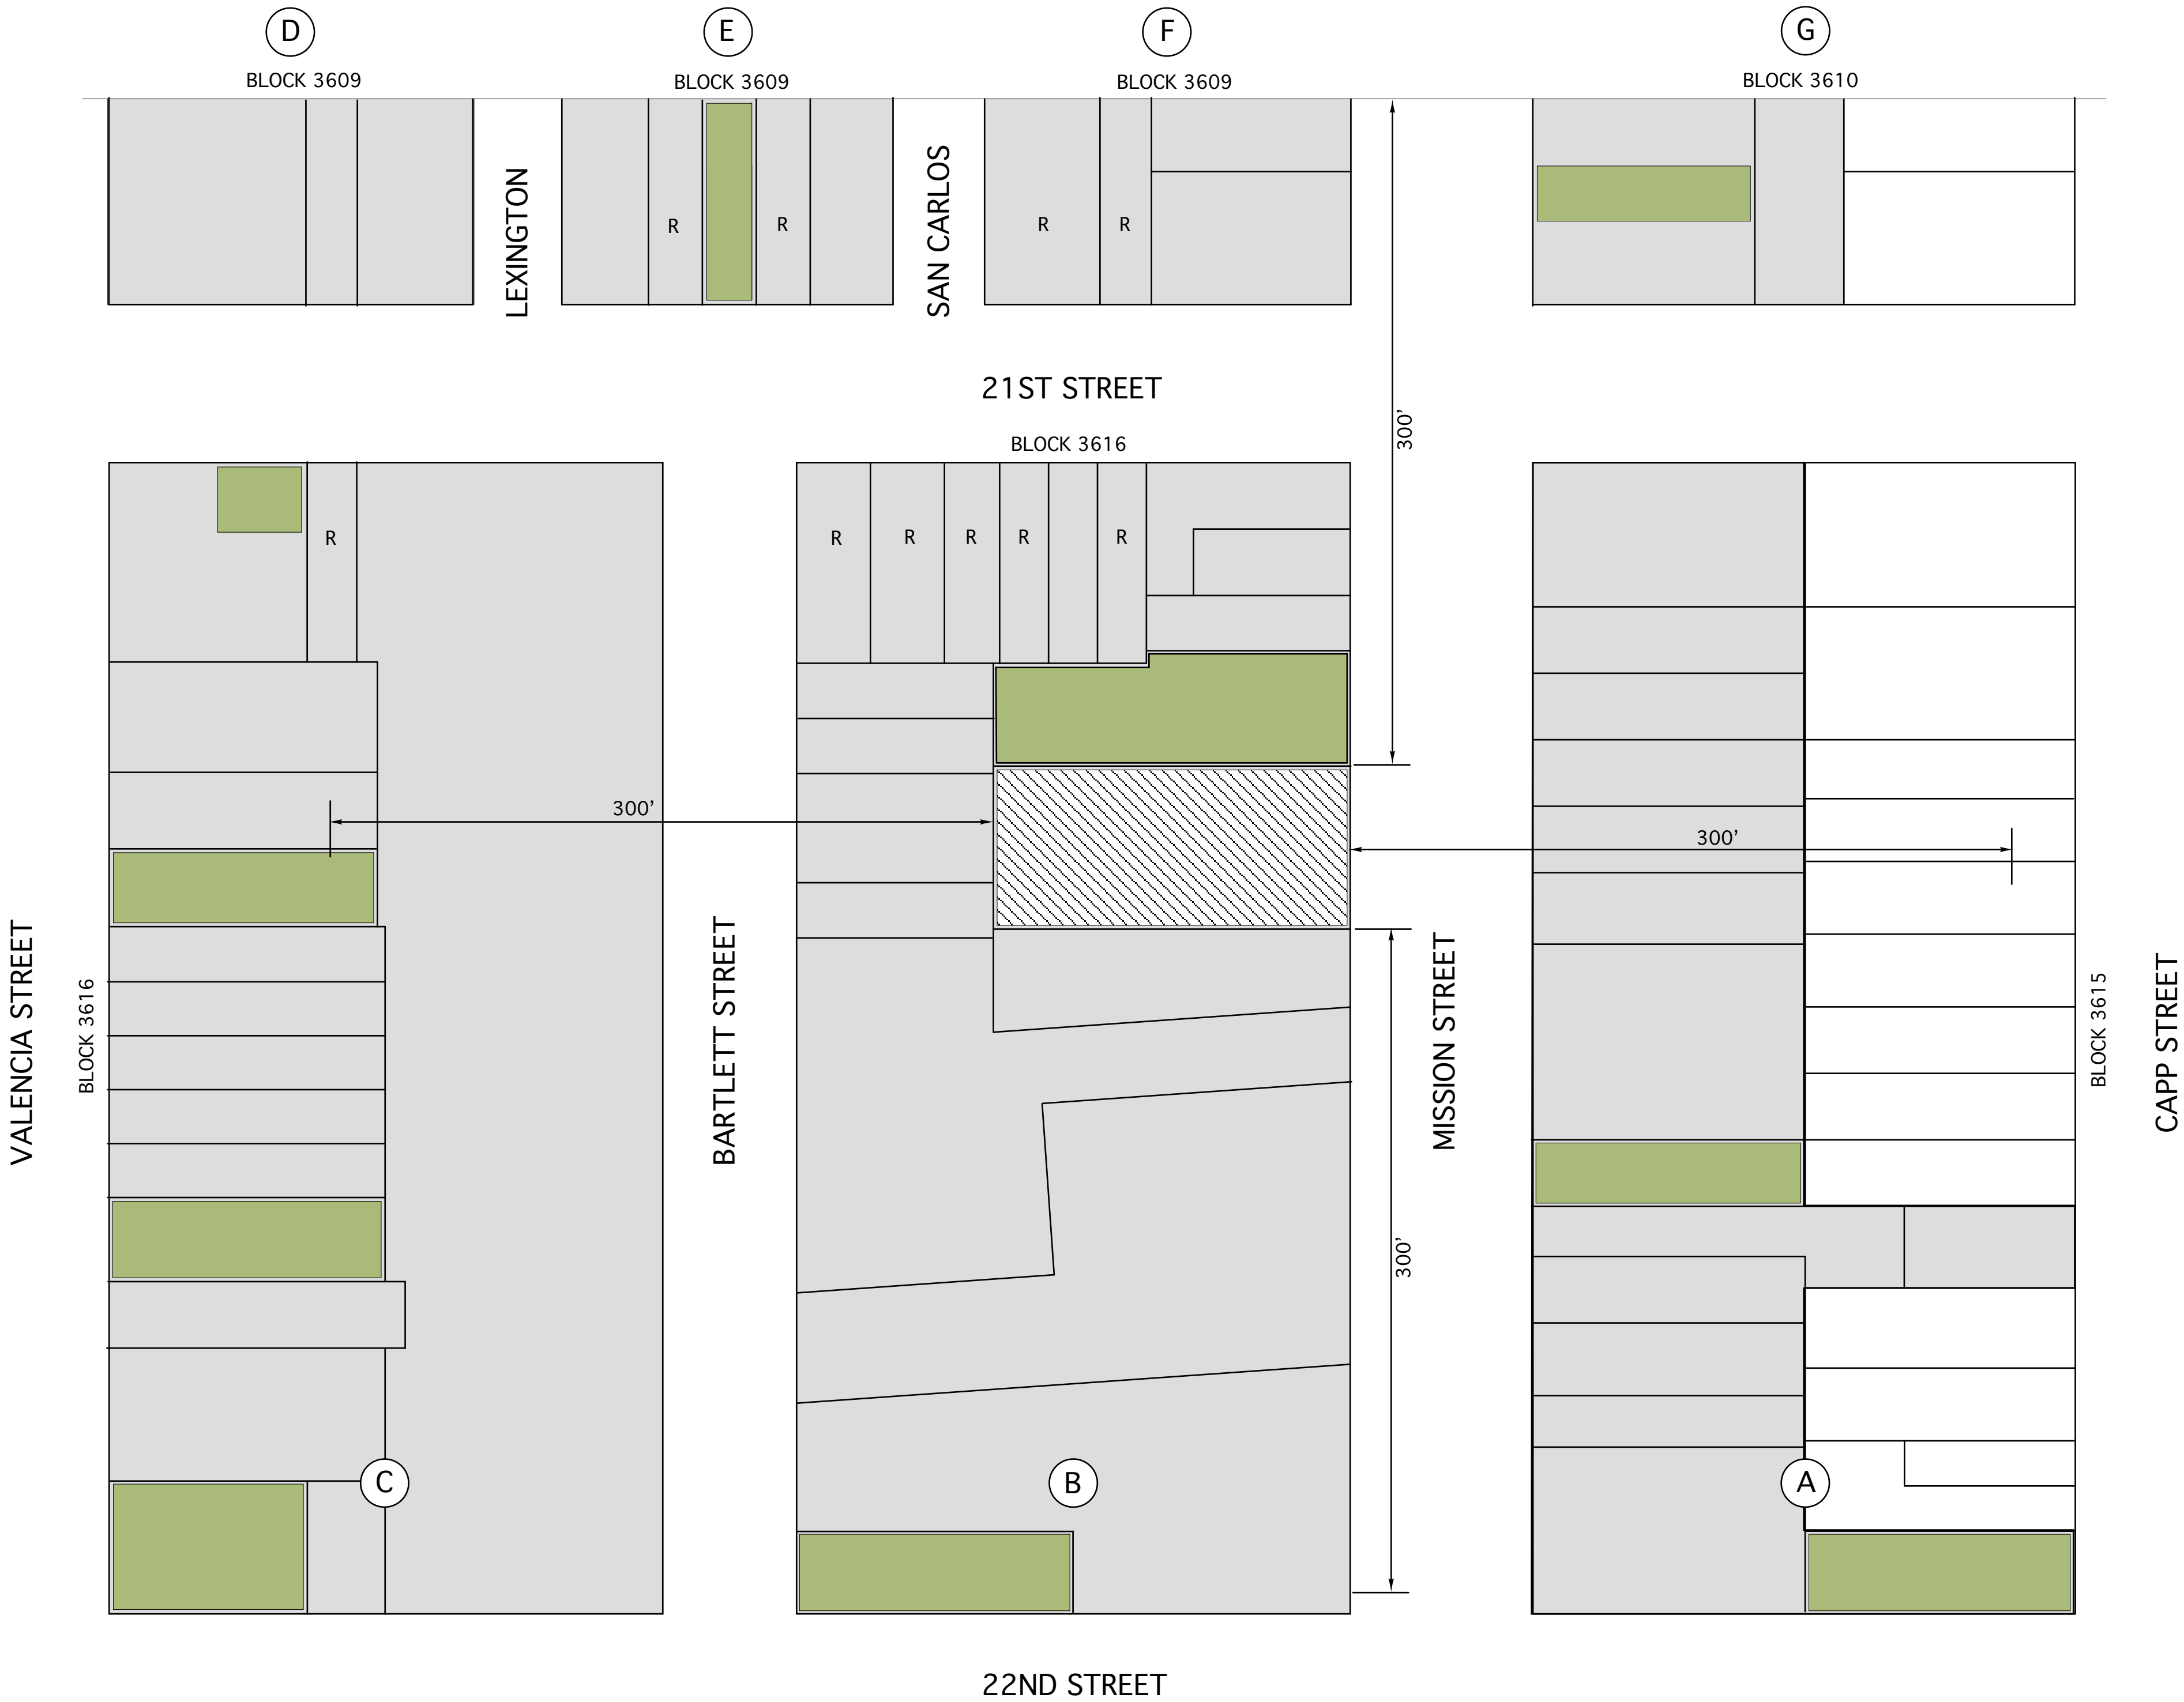 D
E
F
G
BLOCK 3609
BLOCK 3609
BLOCK 3609
BLOCK 3610
LEXINGTON
SAN CARLOS
R
R
R
R
21ST STREET
300'
BLOCK 3616
R
R
R
R
R
R
300'
300'
VALENCIA STREET
BLOCK 3616
BARTLETT STREET
MISSION STREET
BLOCK 3615
CAPP STREET
300'
C
B
A
22ND STREET